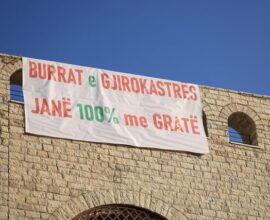 BURRAT e GJIROKASTRES
JANË 100% me GRATË